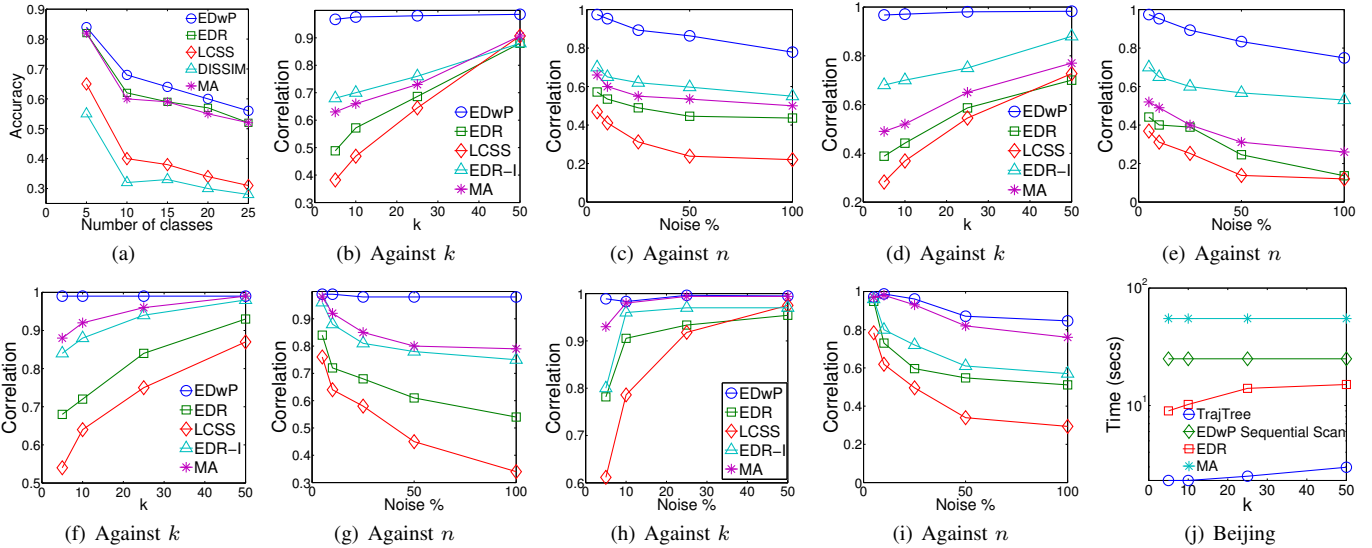 0.9
0.8
0.7
0.6
0.5
0.4
0.3
0
5
10
15
20
25
Accuracy
Number of classes
EDwP
EDR
LCSS
DISSIM
MA
(a)
0.9
0.8
0.7
0.6
0.5
0.4
0.3
0
10
20
30
40
50
Correlation
k
EDwP
EDR
LCSS
EDR-I
MA
(b) Against k
1
0.8
0.6
0.4
0.2
0
0
50
100
Correlation
Noise %
(c) Against n
1
0.8
0.6
0.4
0.2
0
10
20
30
40
50
Correlation
k
EDwP
EDR
LCSS
EDR-I
MA
(d) Against k
1
0.8
0.6
0.4
0.2
0
0
50
100
Correlation
Noise %
(e) Against n
1
0.9
0.8
0.7
0.6
0.5
0
10
20
30
40
50
Correlation
k
EDwP
EDR
LCSS
EDR-I
MA
(f) Against k
1
0.9
0.8
0.7
0.6
0.5
0.4
0.3
0
50
100
Correlation
Noise %
(g) Against n
1
0.9
0.8
0.7
0.6
0
10
20
30
40
50
Correlation
Noise %
EDwP
EDR
LCSS
EDR-I
MA
(h) Against k
1
0.8
0.6
0.4
0.2
0
0
50
100
Correlation
Noise %
(i) Against n
10²
10¹
0
10
20
30
40
50
Time (secs)
k
TrajTree
EDwP Sequential Scan
EDR
MA
(j) Beijing